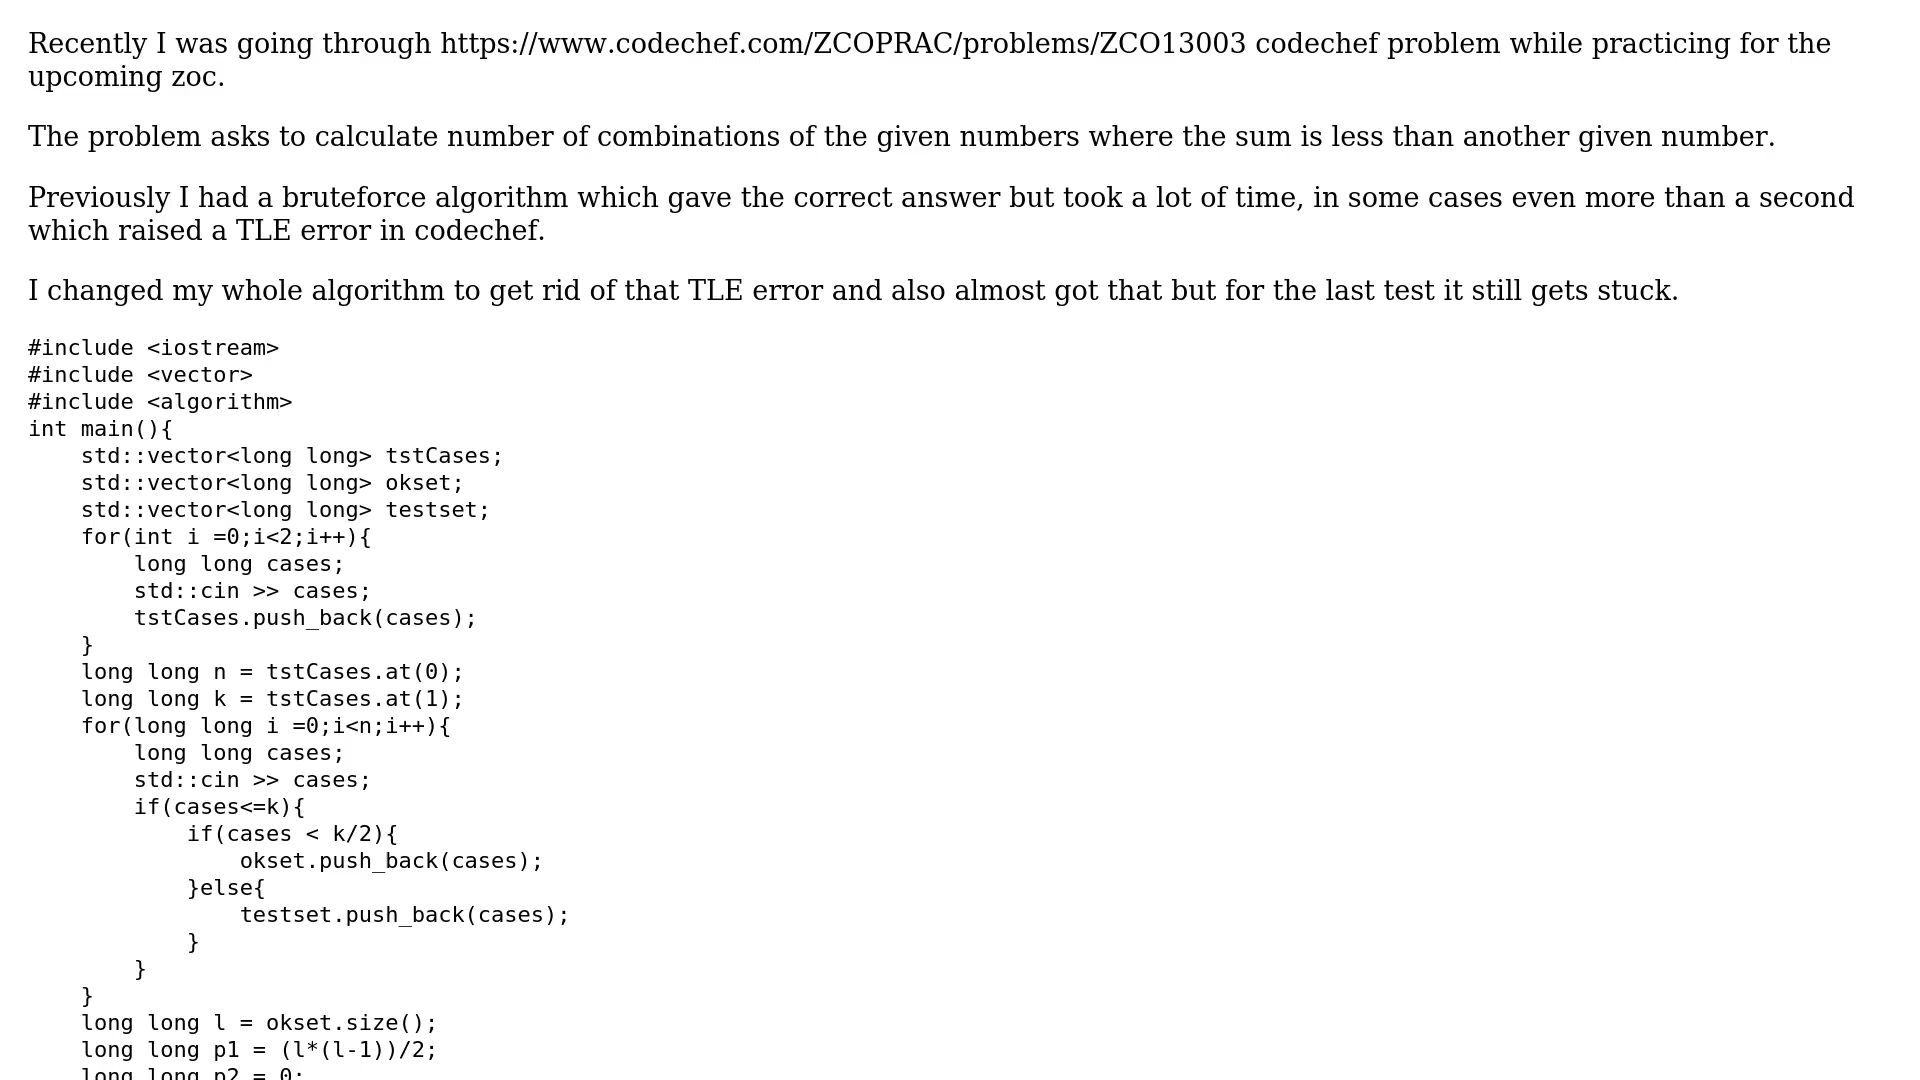 Recently I was going through https://www.codechef.com/ZCOPRAC/problems/ZCO13003 codechef problem while practicing for the
upcoming zoc.
The problem asks to calculate number of combinations of the given numbers where the sum is less than another given number.
Previously I had a bruteforce algorithm which gave the correct answer but took a lot of time, in some cases even more than a second
which raised a TLE error in codechef.
I changed my whole algorithm to get rid of that TLE error and also almost got that but for the last test it still gets stuck.
#include <iostream>
#include <vector>
#include <algorithm>
int main(){
    std::vector<long long> tstCases;
    std::vector<long long> okset;
    std::vector<long long> testset;
    for(int i =0;i<2;i++){
        long long cases;
        std::cin >> cases;
        tstCases.push_back(cases);
    }
    long long n = tstCases.at(0);
    long long k = tstCases.at(1);
    for(long long i =0;i<n;i++){
        long long cases;
        std::cin >> cases;
        if(cases<=k){
            if(cases < k/2){
                okset.push_back(cases);
            }else{
                testset.push_back(cases);
            }
        }
    }
    long long l = okset.size();
    long long p1 = (l*(l-1))/2;
    long long p2 = 0;